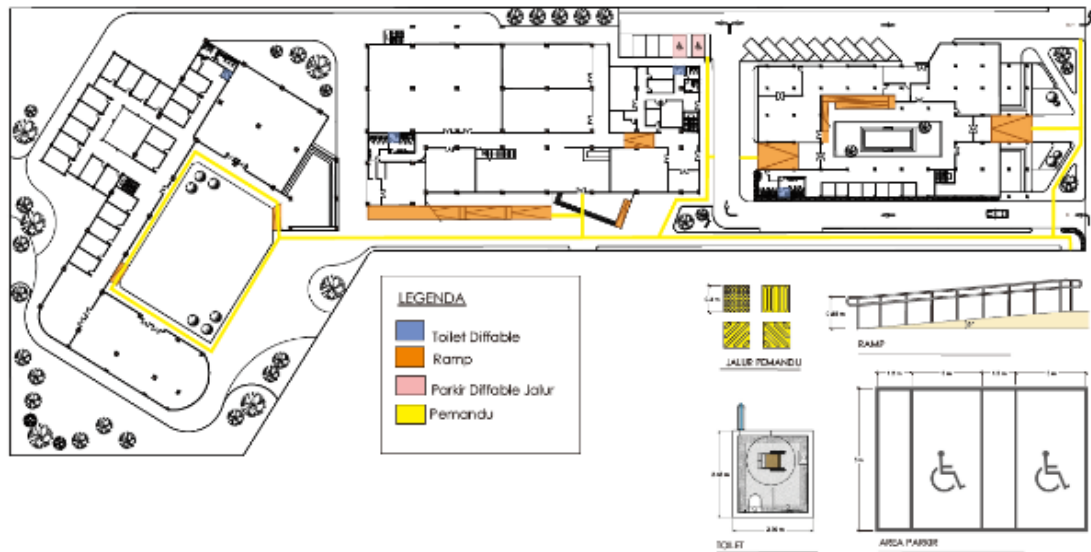 LEGENDA
Toilet Diffable
Ramp
Parkir Diffable Jalur
Pemandu
JALUR PEMANDU
RAMP
TOILET
AREA PARKIR